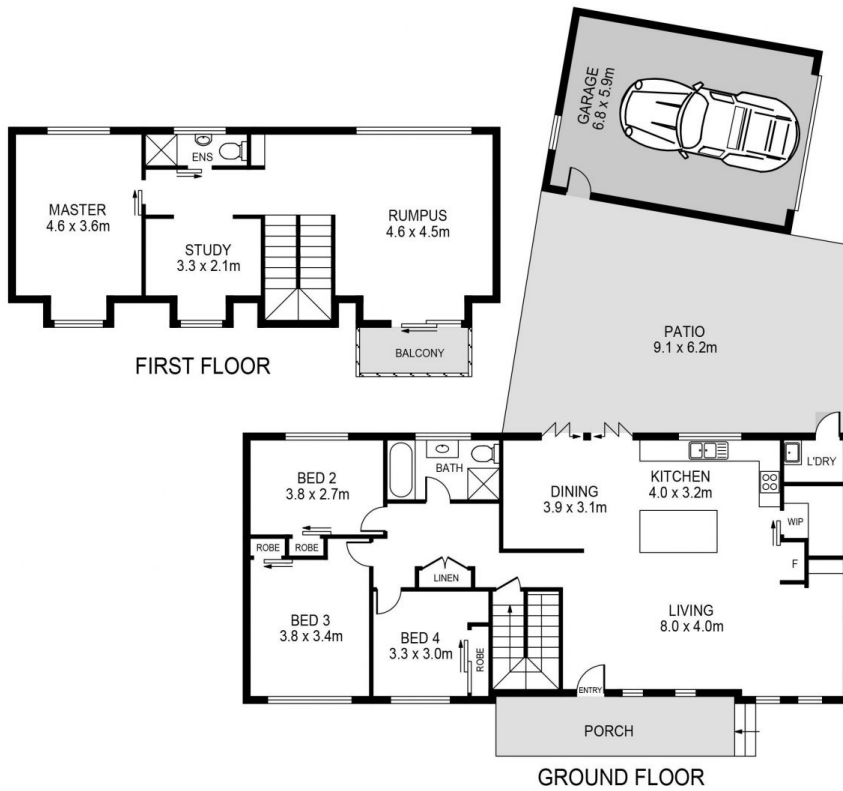 GARAGE
6.8 x 5.9m
ENS
MASTER
4.6 x 3.6m
STUDY
3.3 x 2.1m
RUMPUS
4.6 x 4.5m
BALCONY
FIRST FLOOR
PATIO
9.1 x 6.2m
BED 2
3.8 x 2.7m
BATH
DINING
3.9 x 3.1m
KITCHEN
4.0 x 3.2m
L'DRY
WIP
F
ROBE
ROBE
LINEN
BED 3
3.8 x 3.4m
BED 4
3.3 x 3.0m
ROBE
LIVING
8.0 x 4.0m
ENTRY
PORCH
GROUND FLOOR